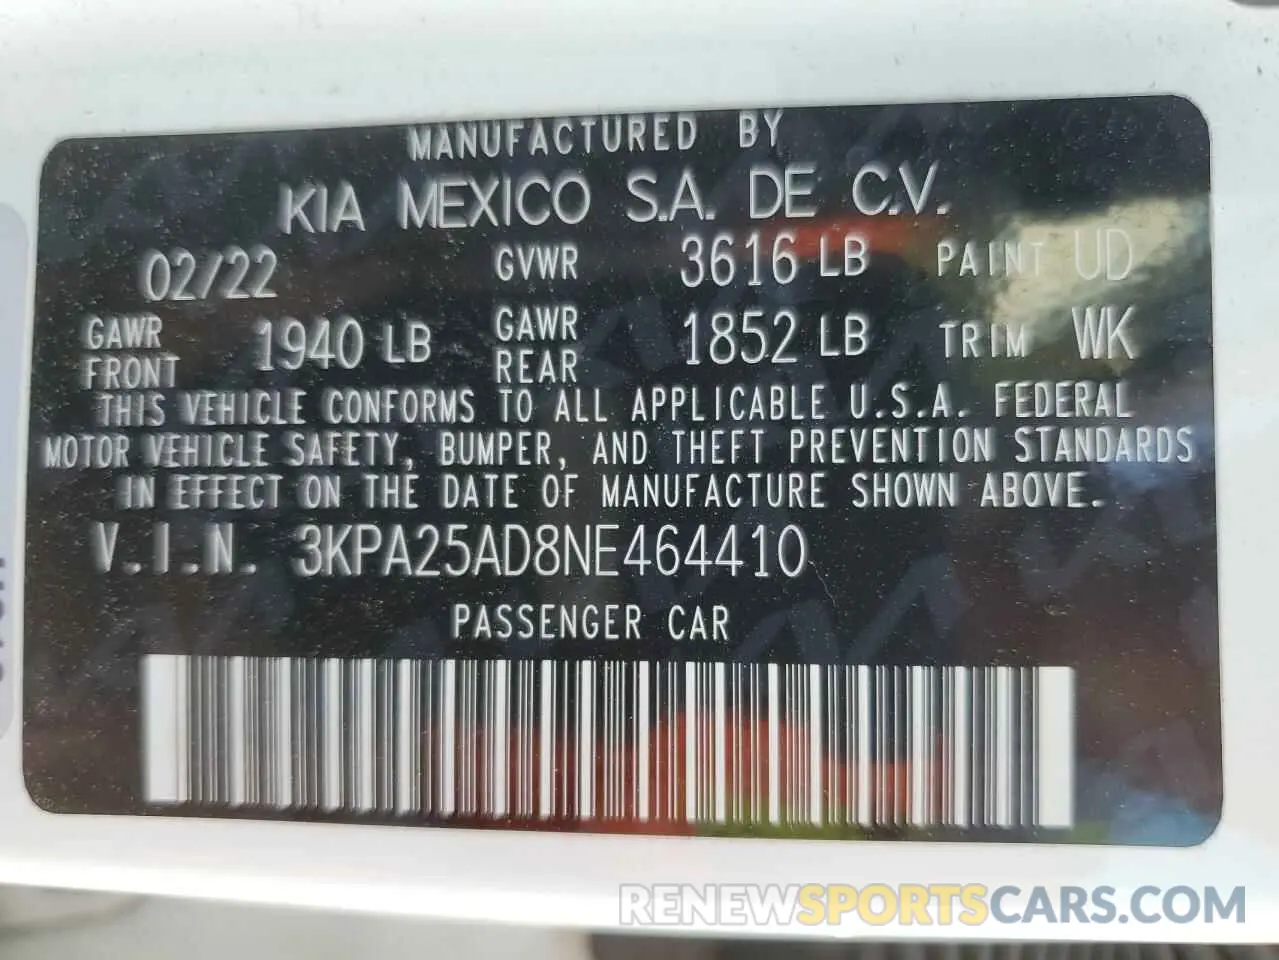 MANUFACTURED BY
KIA MEXICO S.A. DE C.V.
02/22 GVWR 3616 LB PAINT UD
GAWR FRONT 1940 LB GAWR REAR 1852 LB TRIM WK
THIS VEHICLE CONFORMS TO ALL APPLICABLE U.S.A. FEDERAL
MOTOR VEHICLE SAFETY, BUMPER, AND THEFT PREVENTION STANDARDS
IN EFFECT ON THE DATE OF MANUFACTURE SHOWN ABOVE.
V.I.N. 3KPA25AD8NE464410
PASSENGER CAR
RENEWSPORTSCARS.COM